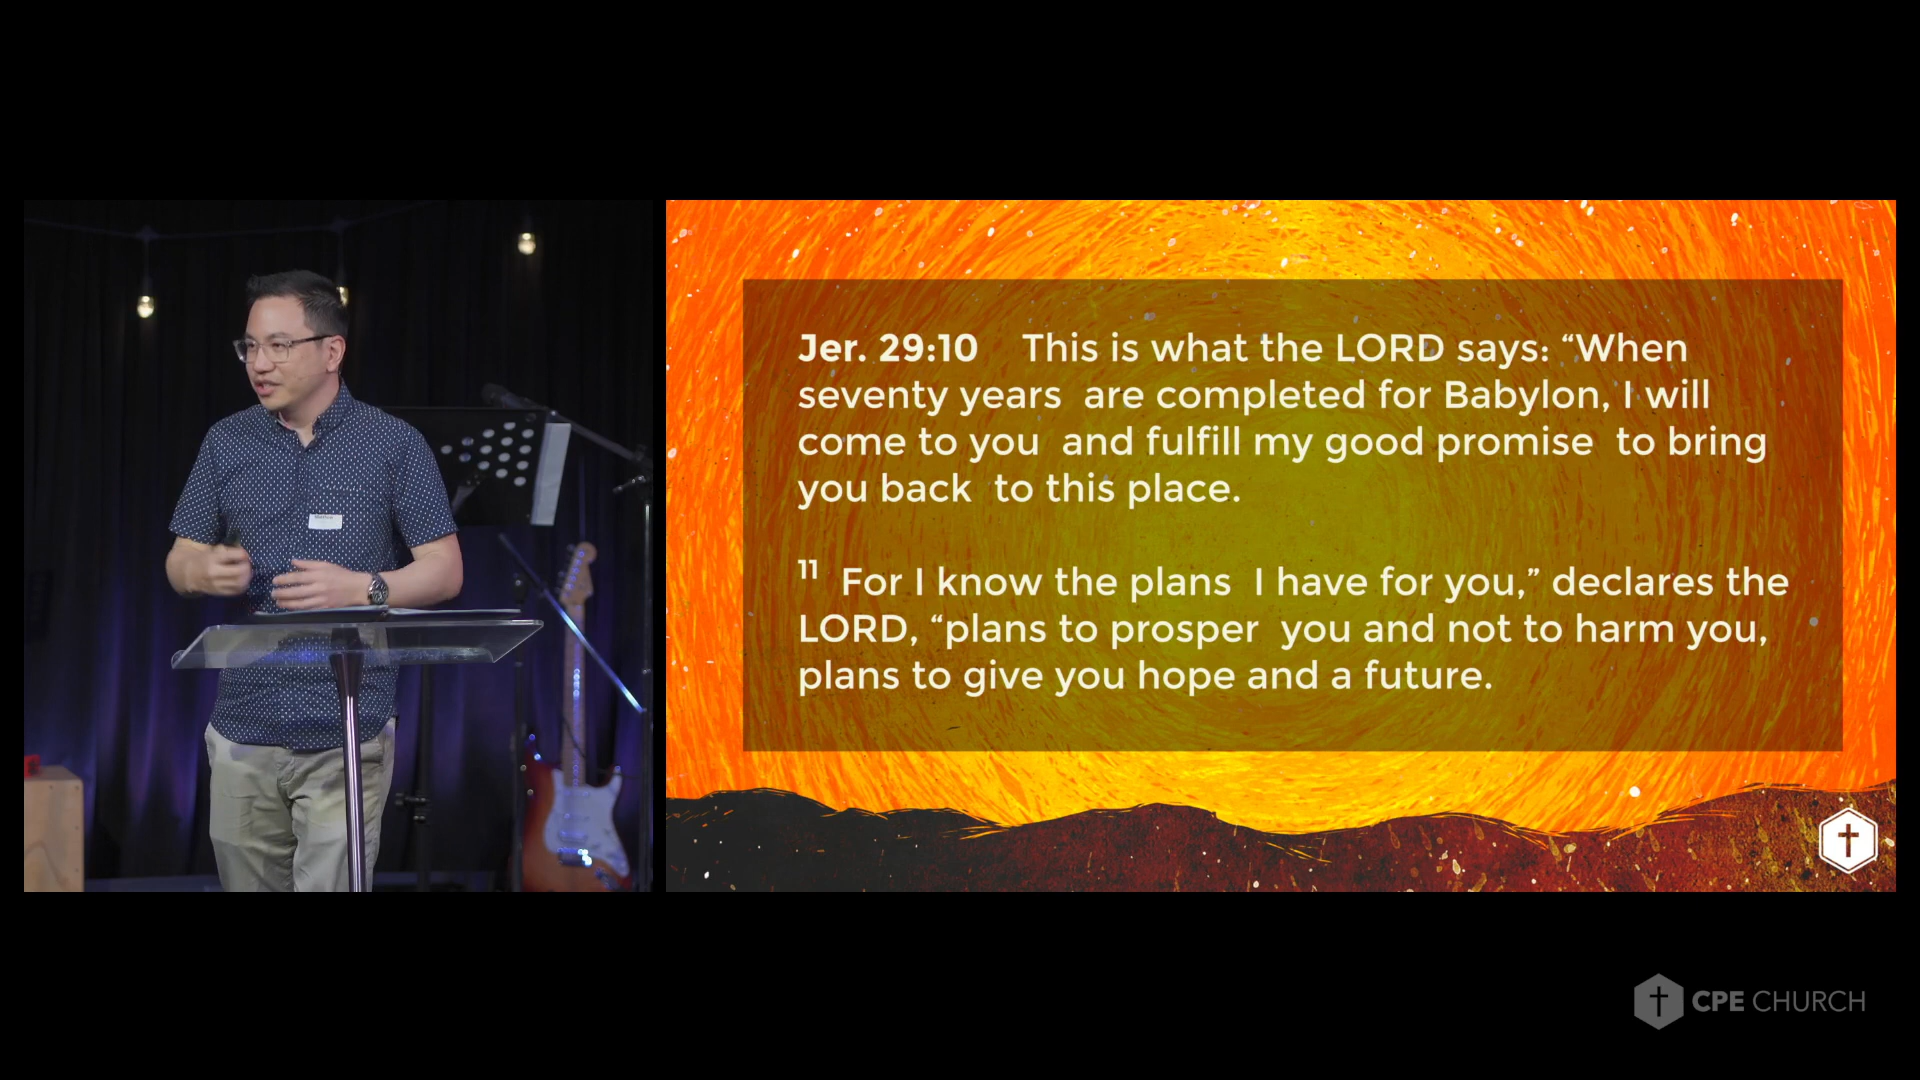 Jer. 29:10 This is what the LORD says: “When
seventy years are completed for Babylon, I will
come to you and fulfill my good promise to bring
you back to this place.
11 For I know the plans I have for you,” declares the
LORD, “plans to prosper you and not to harm you,
plans to give you hope and a future.
CPE CHURCH